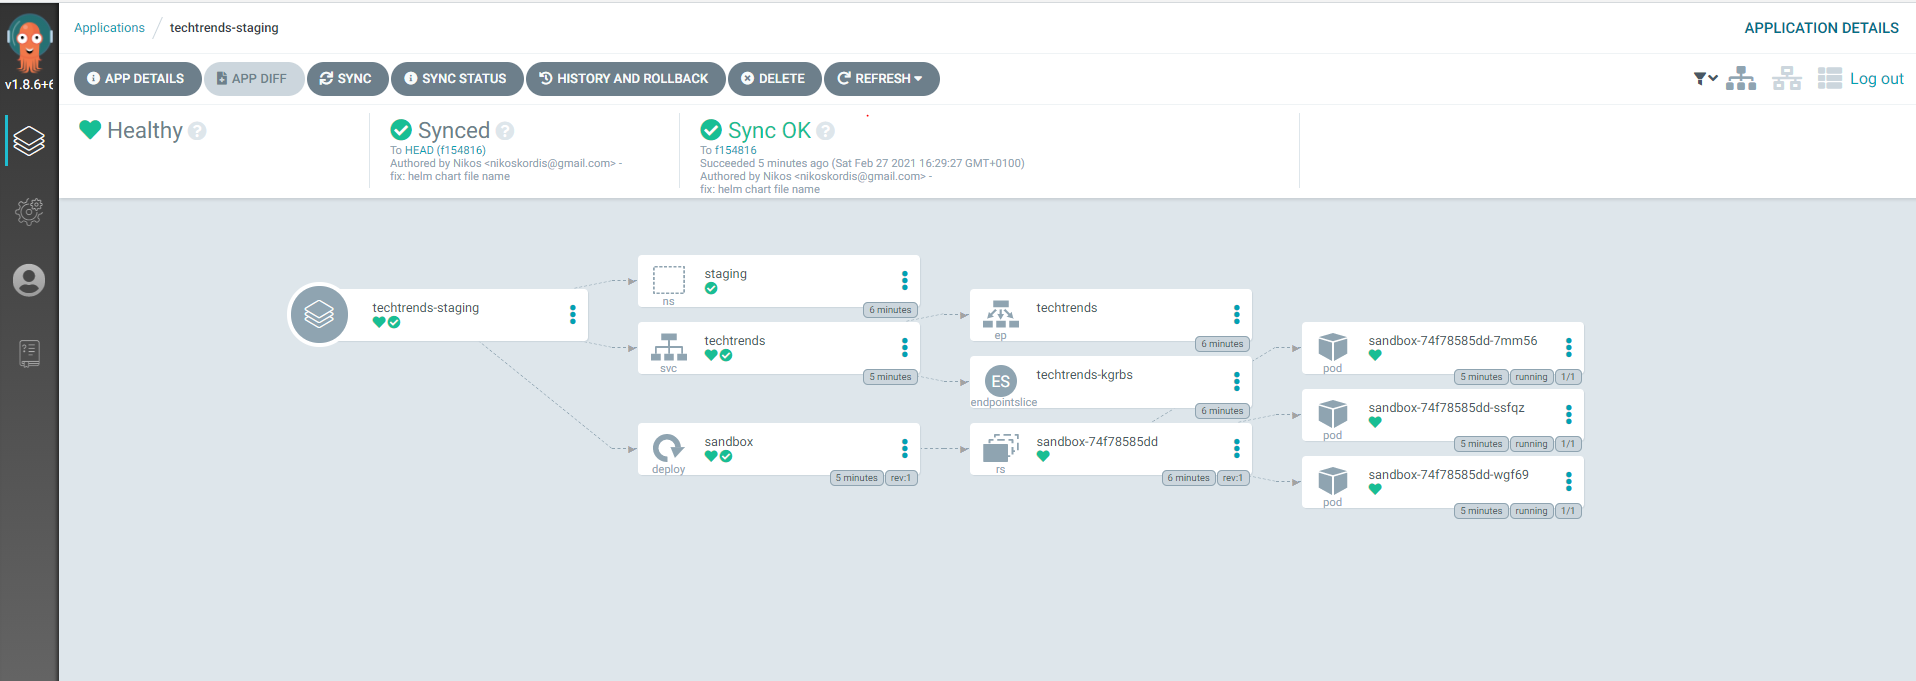 Applications / techtrends-staging
APPLICATION DETAILS
v1.8.6+6
APP DETAILS
APP DIFF
SYNC
SYNC STATUS
HISTORY AND ROLLBACK
DELETE
REFRESH
Log out
Healthy
Synced
To HEAD (f154816)
Authored by Nikos <nikoskordis@gmail.com> -
fix: helm chart file name
Sync OK
To f154816
Succeeded 5 minutes ago (Sat Feb 27 2021 16:29:27 GMT+0100)
Authored by Nikos <nikoskordis@gmail.com> -
fix: helm chart file name
techtrends-staging
staging
ns
6 minutes
techtrends
svc
5 minutes
sandbox
deploy
5 minutes rev:1
techtrends
ep
6 minutes
ES
techtrends-kgrbs
endpointslice
6 minutes
sandbox-74f78585dd
rs
6 minutes rev:1
sandbox-74f78585dd-7mm56
pod
5 minutes running 1/1
sandbox-74f78585dd-ssfqz
pod
5 minutes running 1/1
sandbox-74f78585dd-wgf69
pod
5 minutes running 1/1